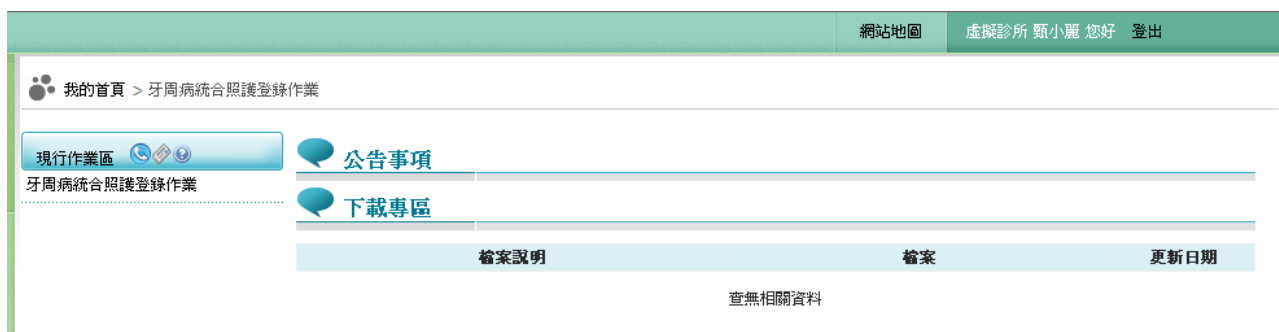 網站地圖 虛擬診所 甄小麗 您好 登出
我的首頁 > 牙周病統合照護登錄作業
現行作業區
公告事項
牙周病統合照護登錄作業
下載專區
檔案說明 檔案 更新日期
查無相關資料